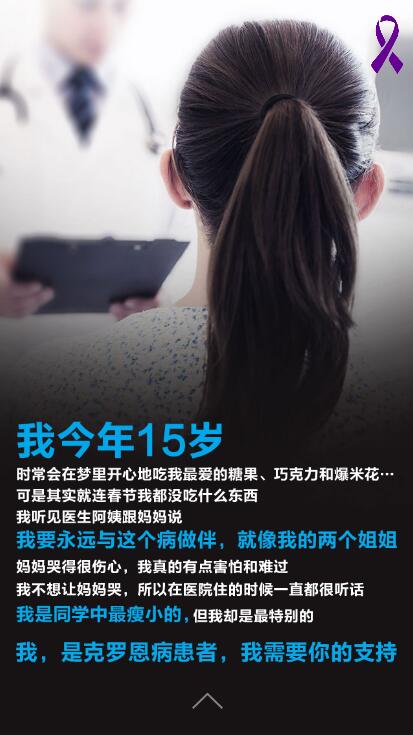 我今年15岁
时常会在梦里开心地吃我最爱的糖果、巧克力和爆米花…
可是其实就连春节我都没吃什么东西
我听见医生阿姨跟妈妈说
我要永远与这个病做伴，就像我的两个姐姐
妈妈哭得很伤心，我真的有点害怕和难过
我不想让妈妈哭，所以在医院住的时候一直都很听话
我是同学中最瘦小的，但我却是最特别的
我，是克罗恩病患者，我需要你的支持